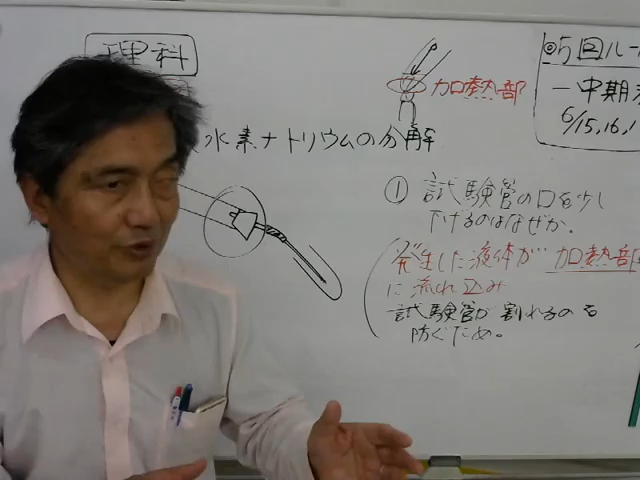 理科
加熱部
◎5回ル
一中期
6/15,16,1
水素ナトリウムの分解
① 試験管の口を少し
下げるのはなぜか。
発生した液体が加熱部
に流れ込み
試験管が割れるのを
防ぐため。